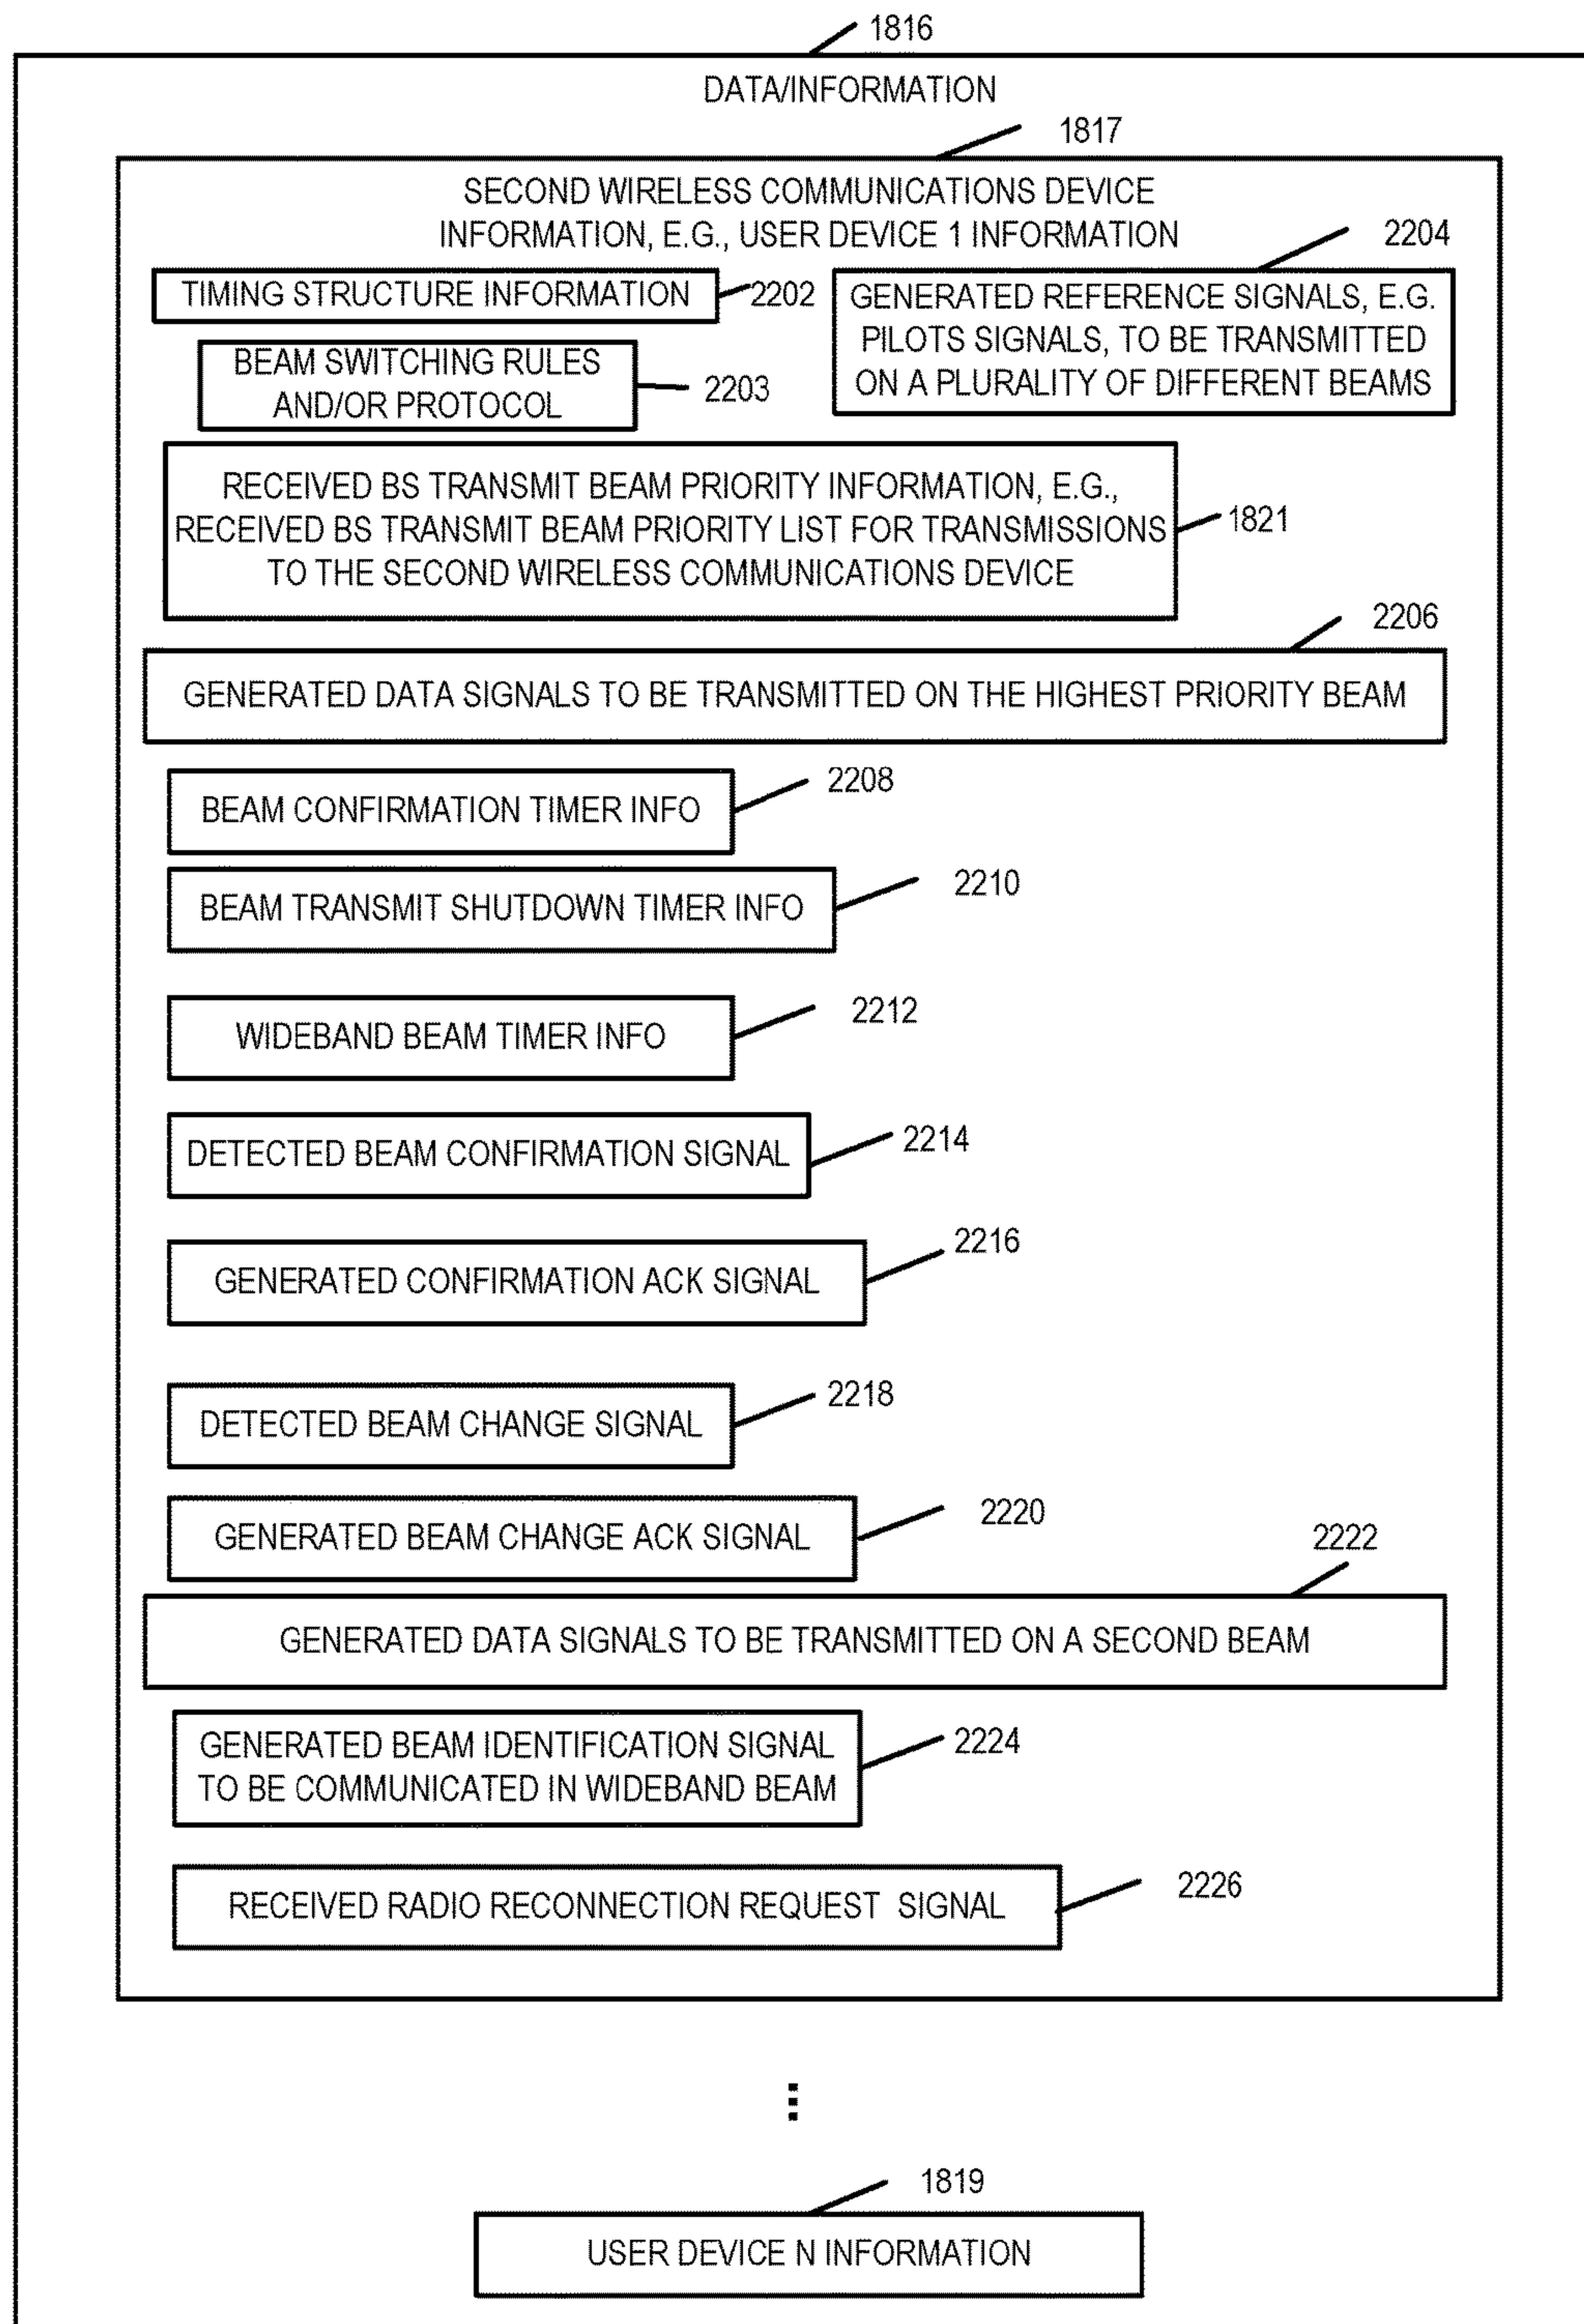 1816
DATA/INFORMATION
1817
SECOND WIRELESS COMMUNICATIONS DEVICE
INFORMATION, E.G., USER DEVICE 1 INFORMATION
2204
TIMING STRUCTURE INFORMATION
2202
GENERATED REFERENCE SIGNALS, E.G.
PILOTS SIGNALS, TO BE TRANSMITTED
ON A PLURALITY OF DIFFERENT BEAMS
BEAM SWITCHING RULES
AND/OR PROTOCOL
2203
RECEIVED BS TRANSMIT BEAM PRIORITY INFORMATION, E.G.,
RECEIVED BS TRANSMIT BEAM PRIORITY LIST FOR TRANSMISSIONS
TO THE SECOND WIRELESS COMMUNICATIONS DEVICE
1821
2206
GENERATED DATA SIGNALS TO BE TRANSMITTED ON THE HIGHEST PRIORITY BEAM
2208
BEAM CONFIRMATION TIMER INFO
2210
BEAM TRANSMIT SHUTDOWN TIMER INFO
2212
WIDEBAND BEAM TIMER INFO
2214
DETECTED BEAM CONFIRMATION SIGNAL
2216
GENERATED CONFIRMATION ACK SIGNAL
2218
DETECTED BEAM CHANGE SIGNAL
2220
GENERATED BEAM CHANGE ACK SIGNAL
2222
GENERATED DATA SIGNALS TO BE TRANSMITTED ON A SECOND BEAM
GENERATED BEAM IDENTIFICATION SIGNAL
TO BE COMMUNICATED IN WIDEBAND BEAM
2224
RECEIVED RADIO RECONNECTION REQUEST SIGNAL
2226
1819
USER DEVICE N INFORMATION